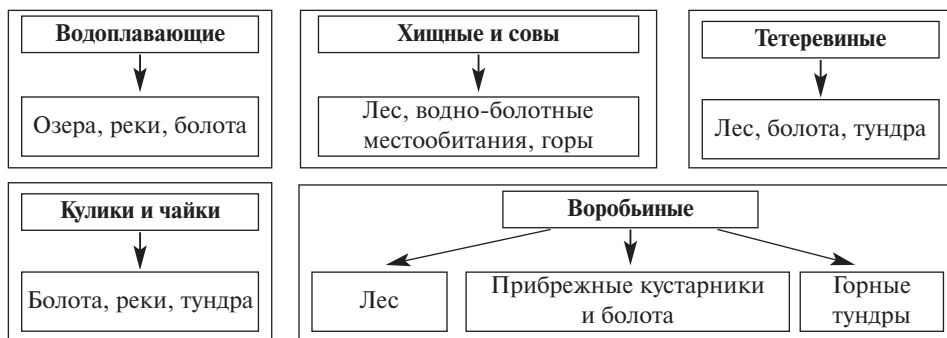 Водоплавающие
Озера, реки, болота
Хищные и совы
Лес, водно-болотные
местообитания, горы
Тетеревиные
Лес, болота, тундра
Кулики и чайки
Болота, реки, тундра
Воробьиные
Лес
Прибрежные кустарники
и болота
Горные
тундры